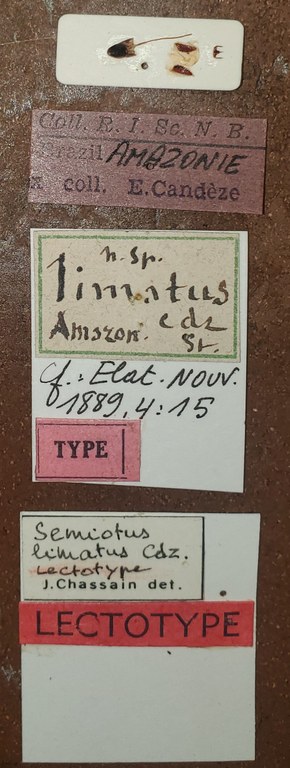 E
Coll. R. I. Sc. N. B.
Brazil AMAZONIE
x coll. E. Candèze
n. sp.
limatus
Amazon. cdz
Sr.
Cf.: Elat. NOUV.
1889, 4:15
TYPE
Semiotus
limatus Cdz.
Lectotype
J.Chassain det.
LECTOTYPE